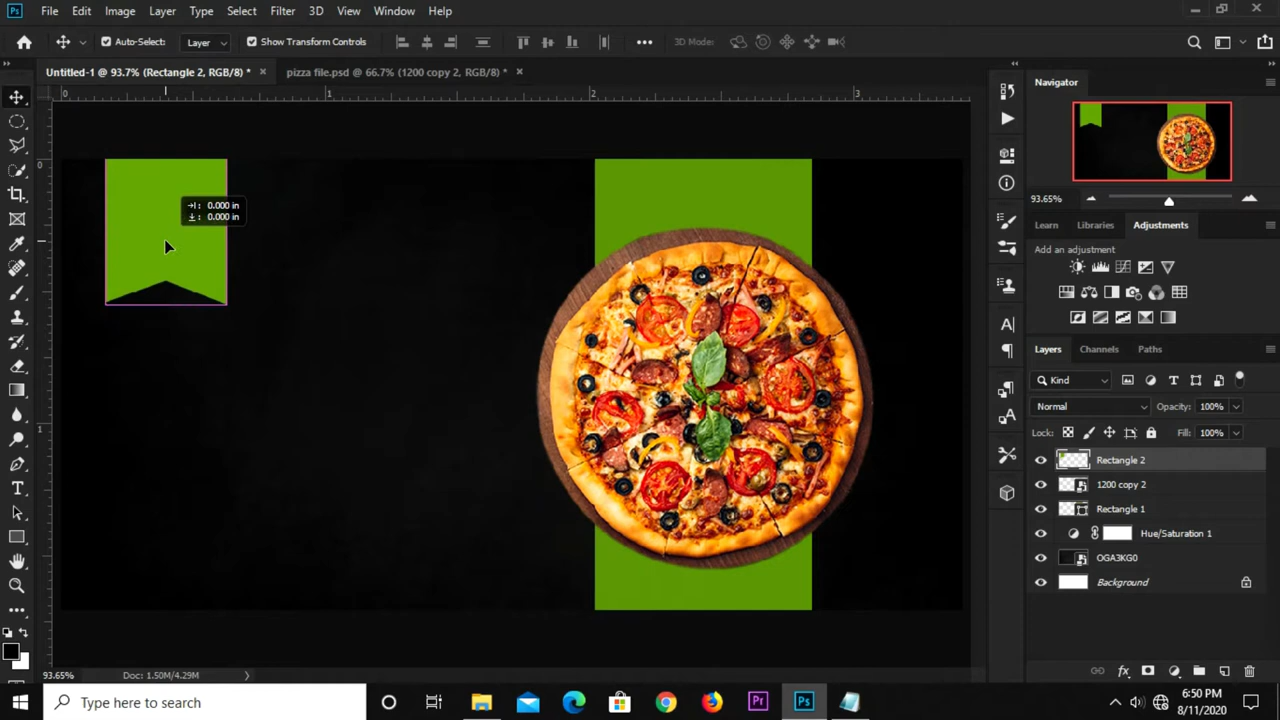 Ps File Edit Image Layer Type Select Filter 3D View Window Help
Auto-Select: Layer Show Transform Controls 3D Mode:
Untitled-1 @ 93.7% (Rectangle 2, RGB/8) * × pizza file.psd @ 66.7% (1200 copy 2, RGB/8) * ×
0 1 2 3
0
1
0.000 in
0.000 in
Navigator
93.65%
Learn Libraries Adjustments
Add an adjustment
Layers Channels Paths
Kind
Normal Opacity: 100%
Lock: Fill: 100%
Rectangle 2
1200 copy 2
Rectangle 1
Hue/Saturation 1
OGA3KG0
Background
93.65% Doc: 1.50M/4.29M
Type here to search
Pr Ps
6:50 PM
8/11/2020